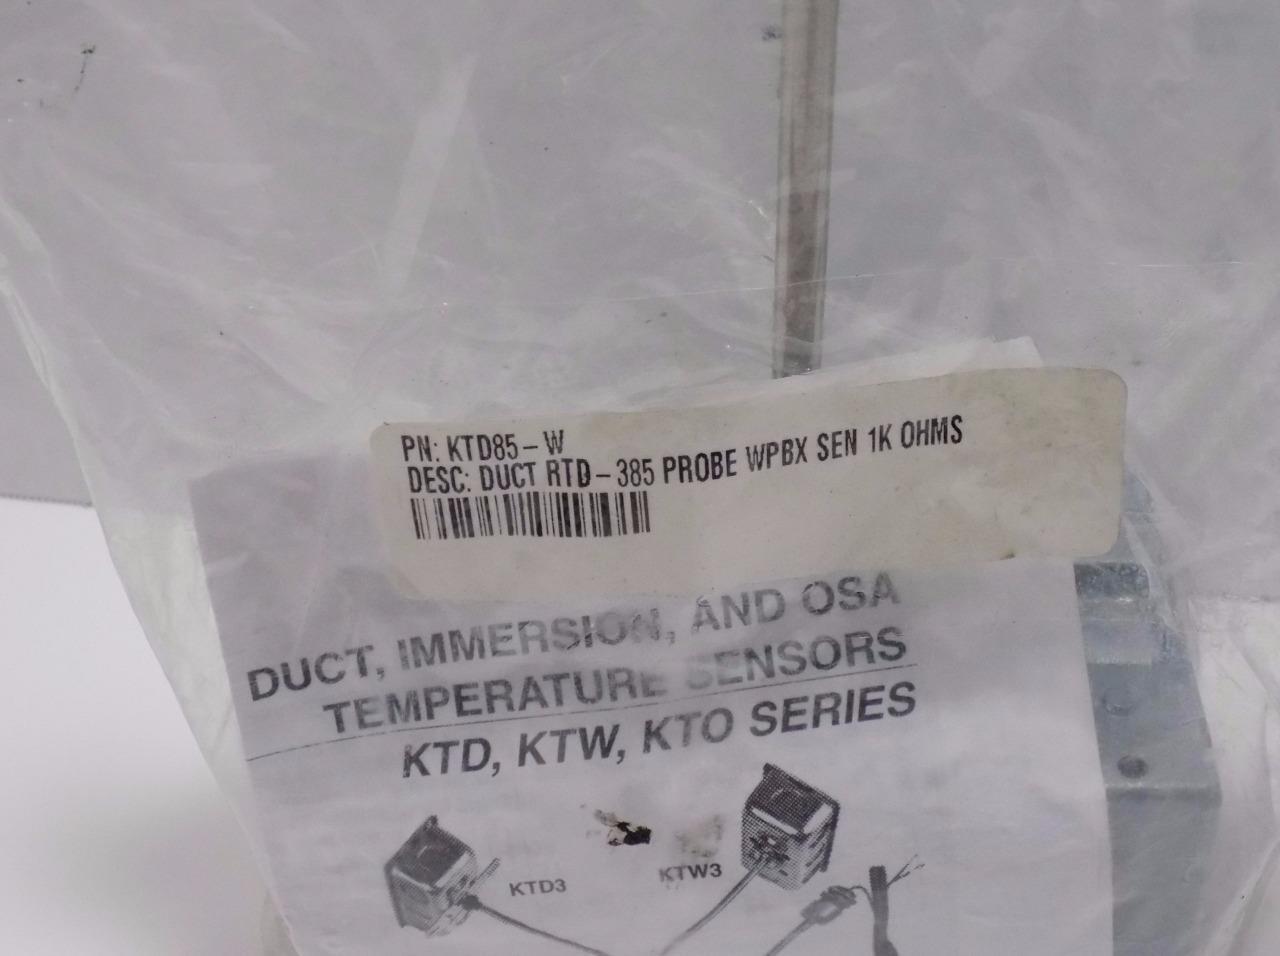 PN: KTD85-W
DESC: DUCT RTD-385 PROBE WPBX SEN 1K OHMS
DUCT, IMMERSION, AND OSA
TEMPERATURE SENSORS
KTD, KTW, KTO SERIES
KTD3
KTW3